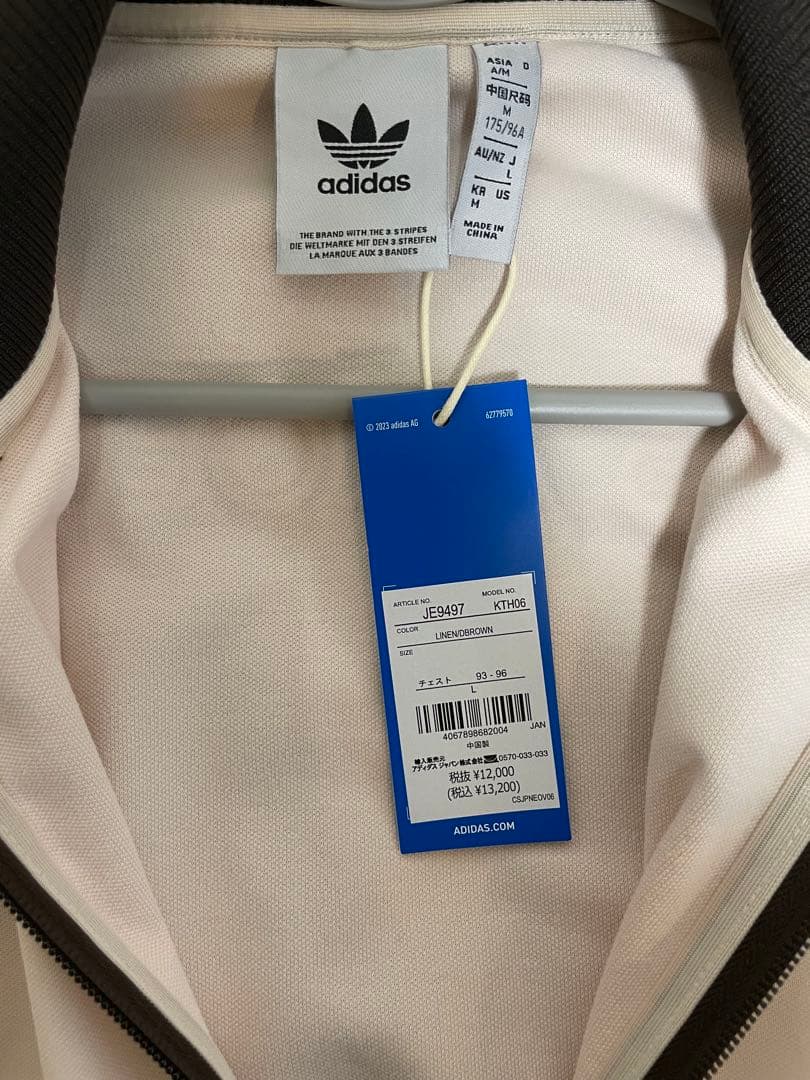 adidas
THE BRAND WITH THE 3 STRIPES
DIE WELTMARKE MIT DEN 3 STREIFEN
LA MARQUE AUX 3 BANDES
ASIA D
A/M
中国尺码
M
175/96A
AU/NZ J
L
KR US
M
MADE IN
CHINA
© 2023 adidas AG 62779570
ARTICLE NO. MODEL NO.
JE9497 KTH06
COLOR
LINEN/DBROWN
SIZE
チェスト 93 - 96
L
JAN
4067898682004
中国製
輸入販売元
アディダス ジャパン株式会社 0570-033-033
税抜 ¥12,000
(税込 ¥13,200)
CSJPNEOV06
ADIDAS.COM